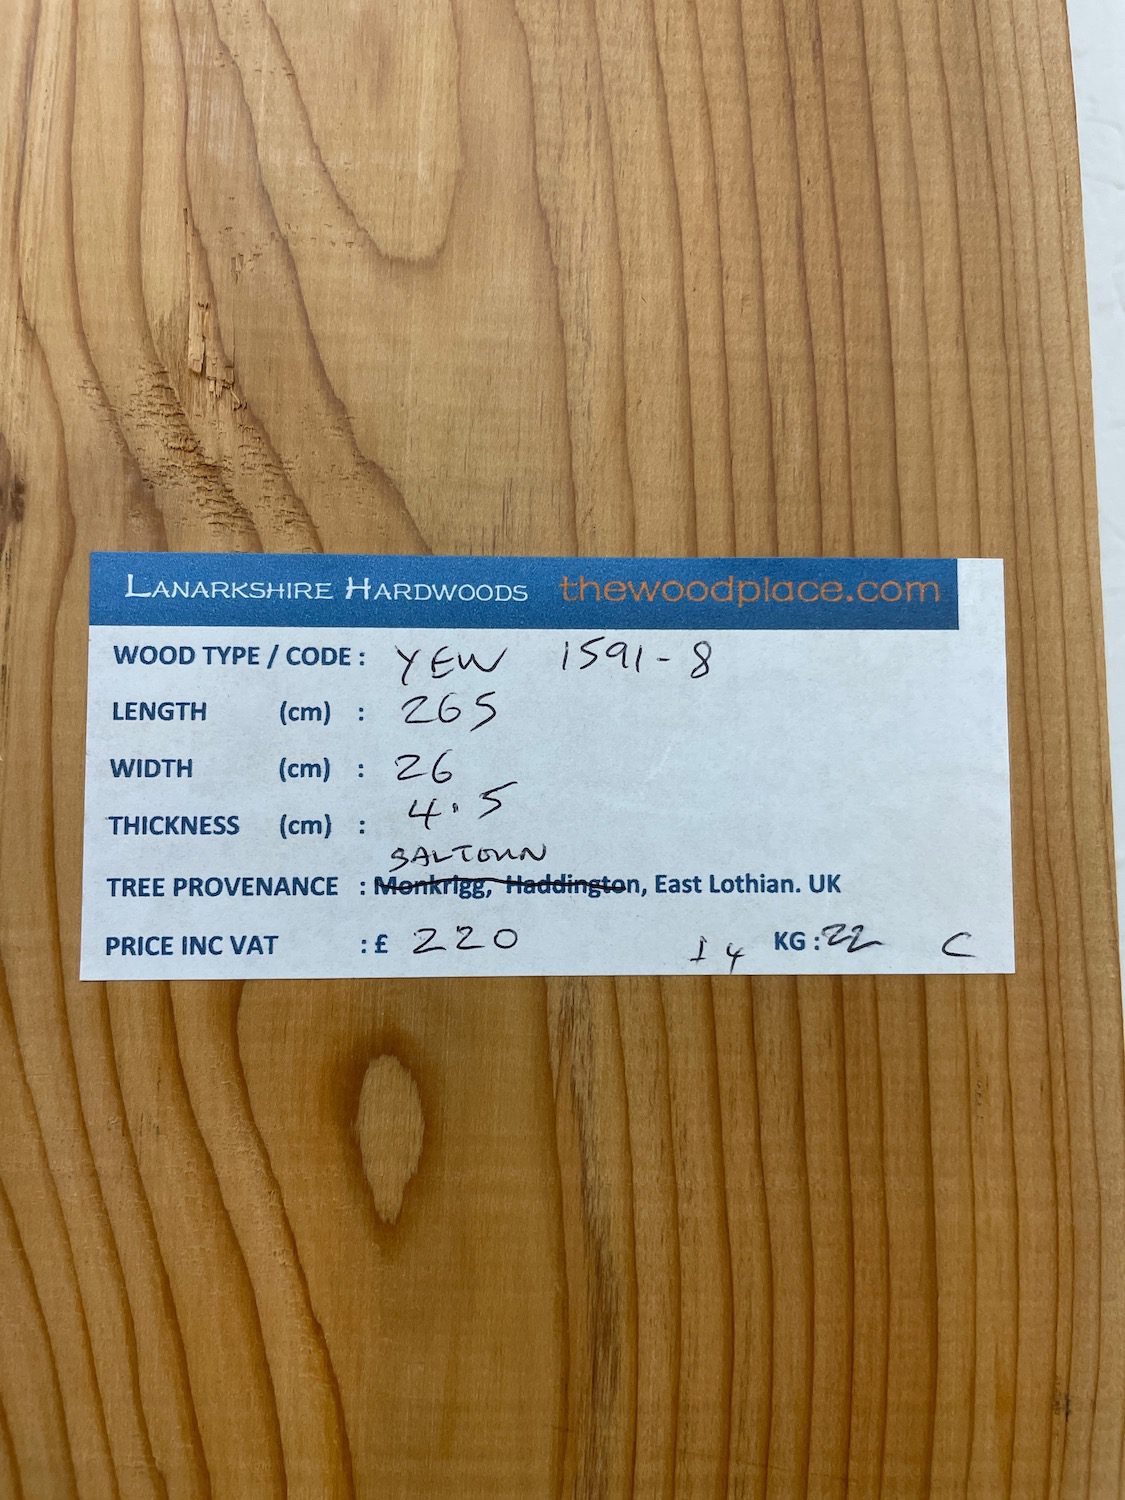 LANARKSHIRE HARDWOODS thewoodplace.com
WOOD TYPE / CODE : YEW 1591-8
LENGTH (cm) : 265
WIDTH (cm) : 26
THICKNESS (cm) : 4.5
SALTOUN
TREE PROVENANCE : Monkrigg, Haddington, East Lothian. UK
PRICE INC VAT : £ 220 I4 KG : 22 C